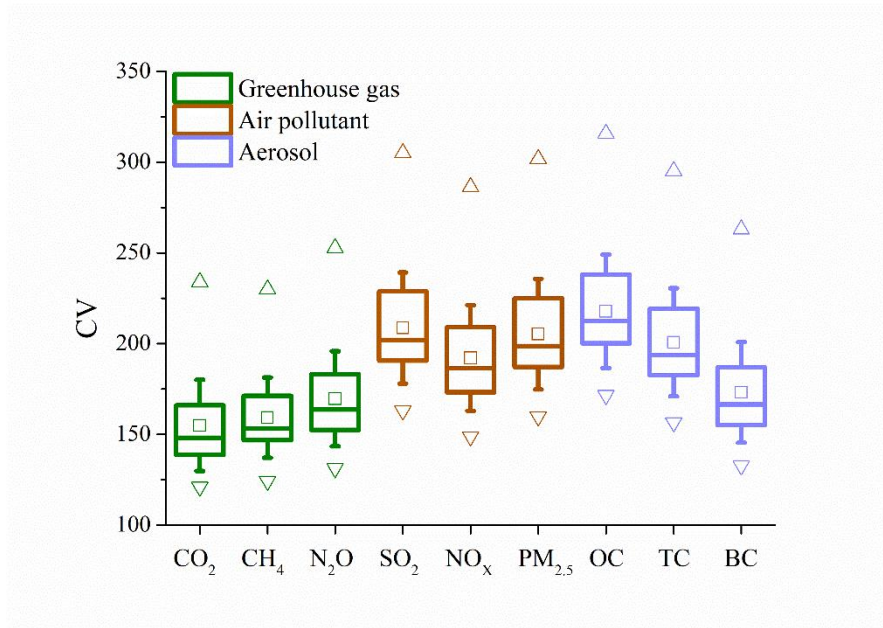 350
300
250
200
150
100
CV
Greenhouse gas
Air pollutant
Aerosol
CO₂ CH₄ N₂O SO₂ NOₓ PM₂.₅ OC TC BC